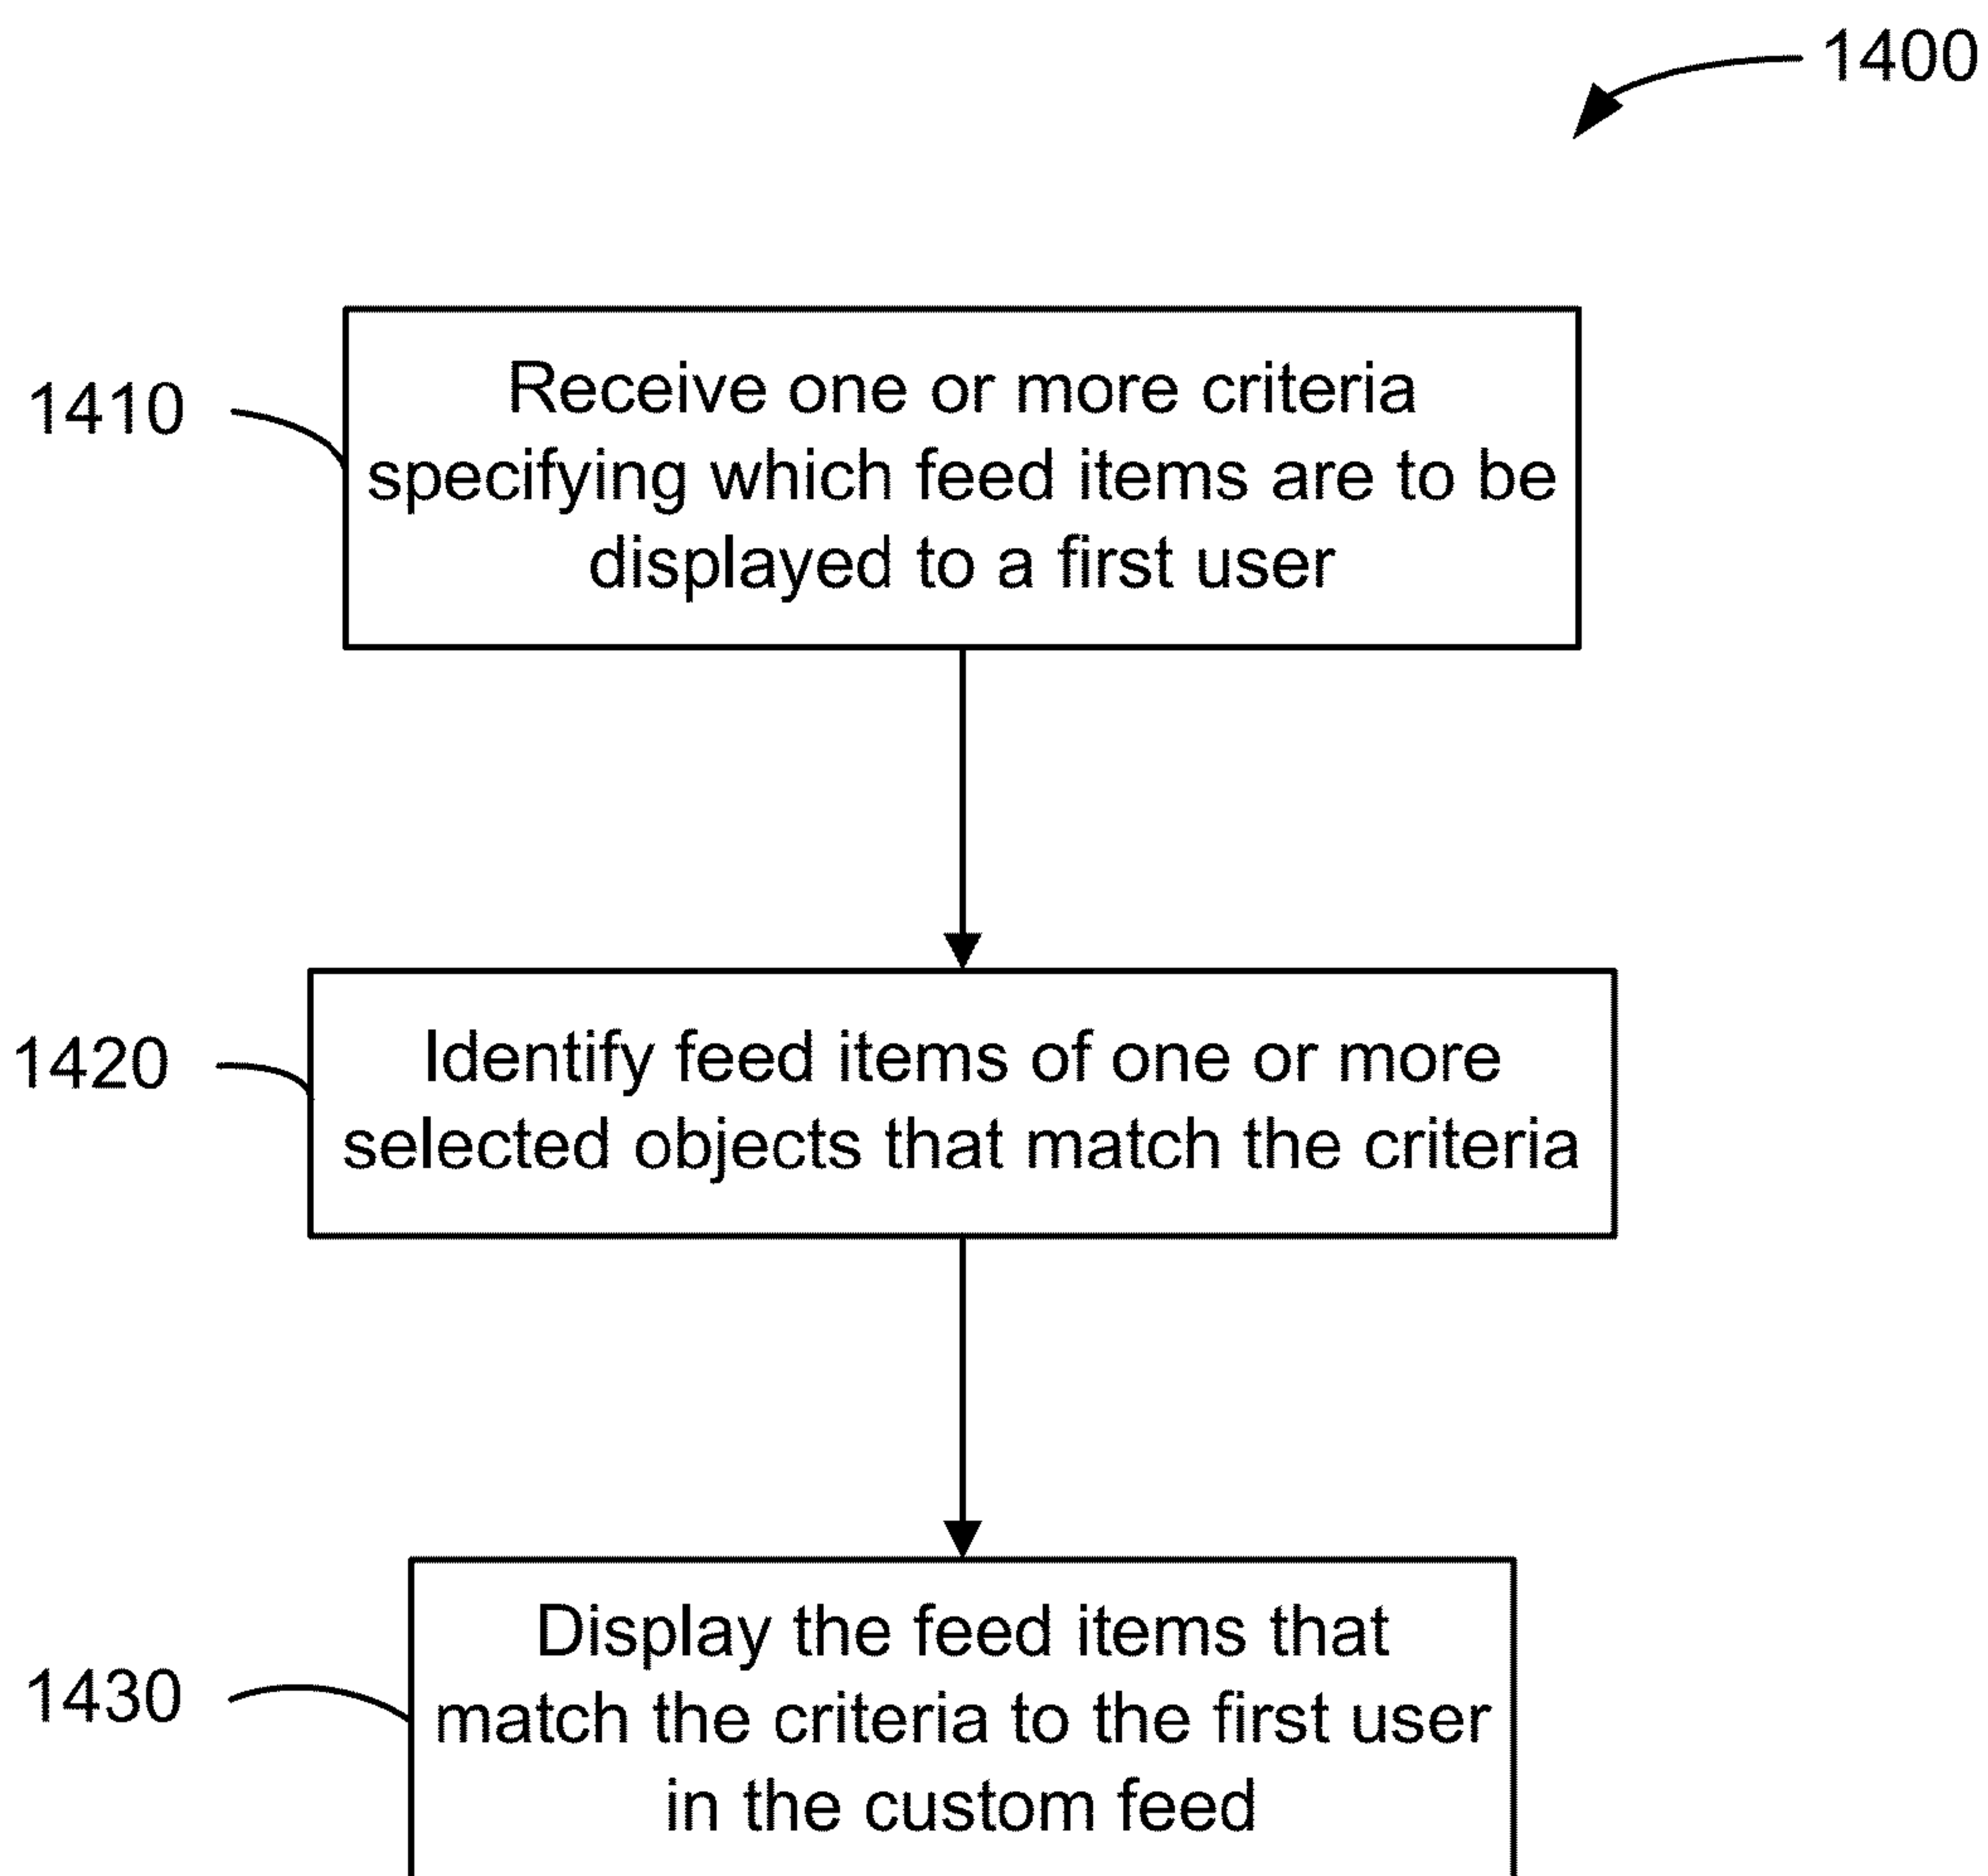 1400
1410
Receive one or more criteria
specifying which feed items are to be
displayed to a first user
1420
Identify feed items of one or more
selected objects that match the criteria
1430
Display the feed items that
match the criteria to the first user
in the custom feed